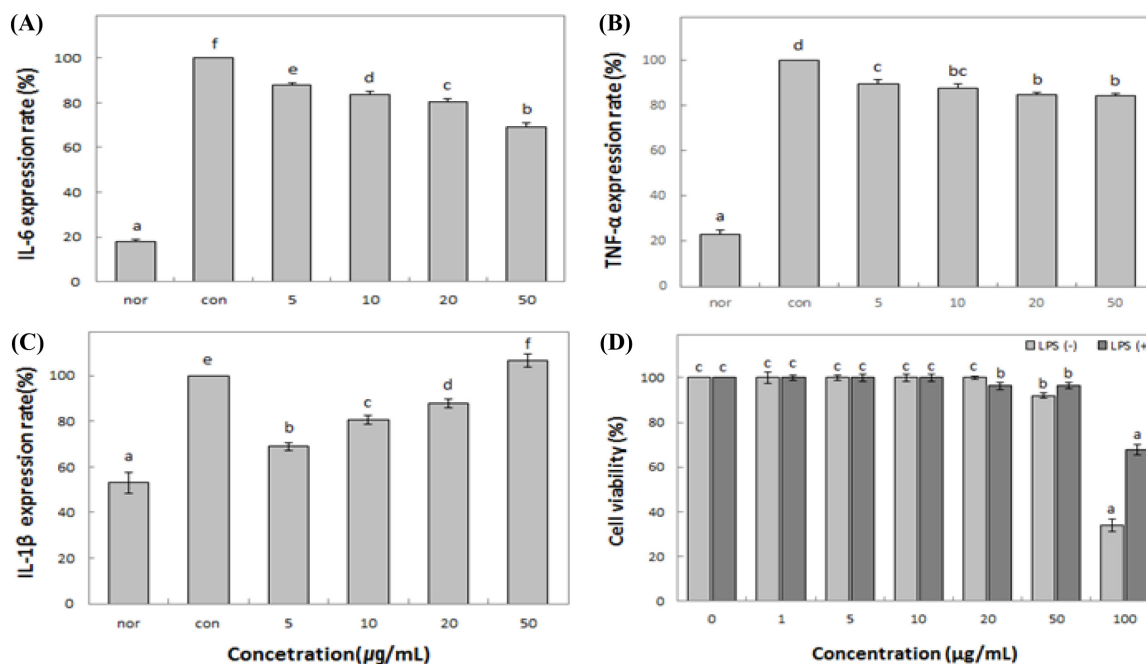 (A)
IL-6 expression rate(%)
100
80
60
40
20
0
a
f
e
d
c
b
nor con 5 10 20 50
(B)
TNF-α expression rate(%)
100
80
60
40
20
0
a
d
c
bc
b
b
nor con 5 10 20 50
(C)
IL-1β expression rate(%)
100
80
60
40
20
0
a
e
b
c
d
f
nor con 5 10 20 50
Concetration(µg/mL)
(D)
LPS (-) LPS (+
Cell viability (%)
100
80
60
40
20
0
c c c c c c c c c b b b a a
0 1 5 10 20 50 100
Concentration (µg/mL)